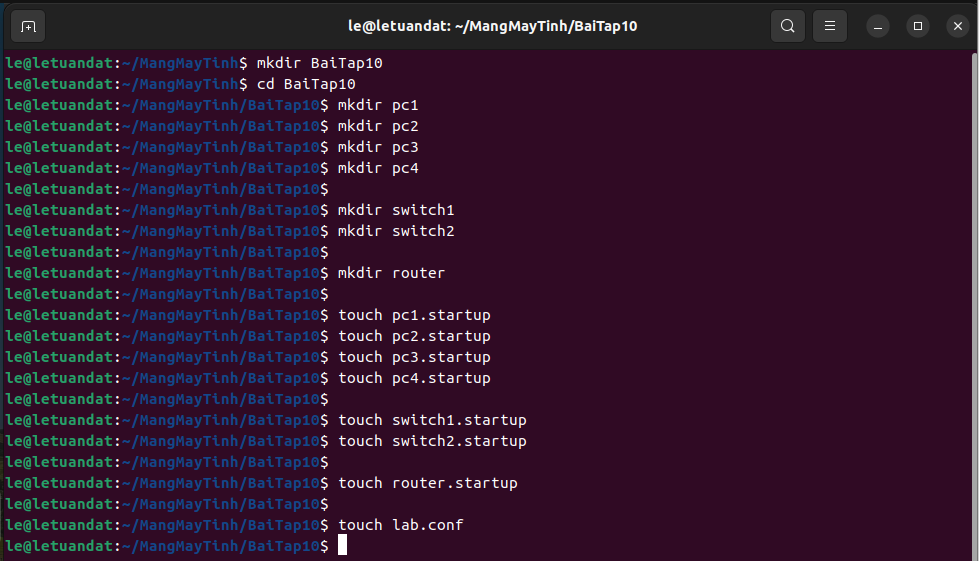 le@letuandat: ~/MangMayTinh/BaiTap10
le@letuandat:~/MangMayTinh$ mkdir BaiTap10
le@letuandat:~/MangMayTinh$ cd BaiTap10
le@letuandat:~/MangMayTinh/BaiTap10$ mkdir pc1
le@letuandat:~/MangMayTinh/BaiTap10$ mkdir pc2
le@letuandat:~/MangMayTinh/BaiTap10$ mkdir pc3
le@letuandat:~/MangMayTinh/BaiTap10$ mkdir pc4
le@letuandat:~/MangMayTinh/BaiTap10$
le@letuandat:~/MangMayTinh/BaiTap10$ mkdir switch1
le@letuandat:~/MangMayTinh/BaiTap10$ mkdir switch2
le@letuandat:~/MangMayTinh/BaiTap10$
le@letuandat:~/MangMayTinh/BaiTap10$ mkdir router
le@letuandat:~/MangMayTinh/BaiTap10$
le@letuandat:~/MangMayTinh/BaiTap10$ touch pc1.startup
le@letuandat:~/MangMayTinh/BaiTap10$ touch pc2.startup
le@letuandat:~/MangMayTinh/BaiTap10$ touch pc3.startup
le@letuandat:~/MangMayTinh/BaiTap10$ touch pc4.startup
le@letuandat:~/MangMayTinh/BaiTap10$
le@letuandat:~/MangMayTinh/BaiTap10$ touch switch1.startup
le@letuandat:~/MangMayTinh/BaiTap10$ touch switch2.startup
le@letuandat:~/MangMayTinh/BaiTap10$
le@letuandat:~/MangMayTinh/BaiTap10$ touch router.startup
le@letuandat:~/MangMayTinh/BaiTap10$
le@letuandat:~/MangMayTinh/BaiTap10$ touch lab.conf
le@letuandat:~/MangMayTinh/BaiTap10$